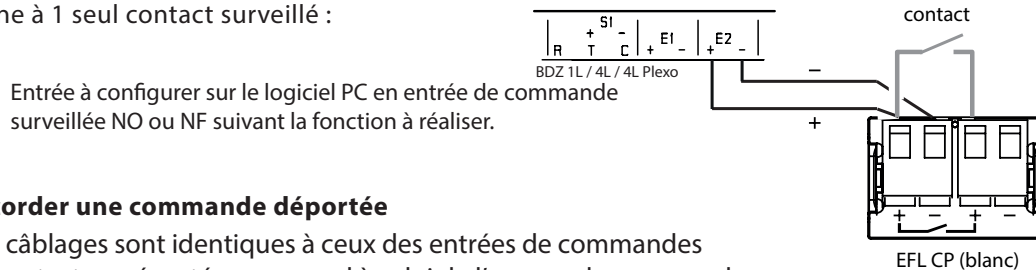 ne à 1 seul contact surveillé :
contact
S1
+ -
R T C
+ E1 -
+ E2 -
BDZ 1L / 4L / 4L Plexo
–
+
Entrée à configurer sur le logiciel PC en entrée de commande
surveillée NO ou NF suivant la fonction à réaliser.
+ – + –
EFL CP (blanc)
order une commande déportée
câblages sont identiques à ceux des entrées de commandes